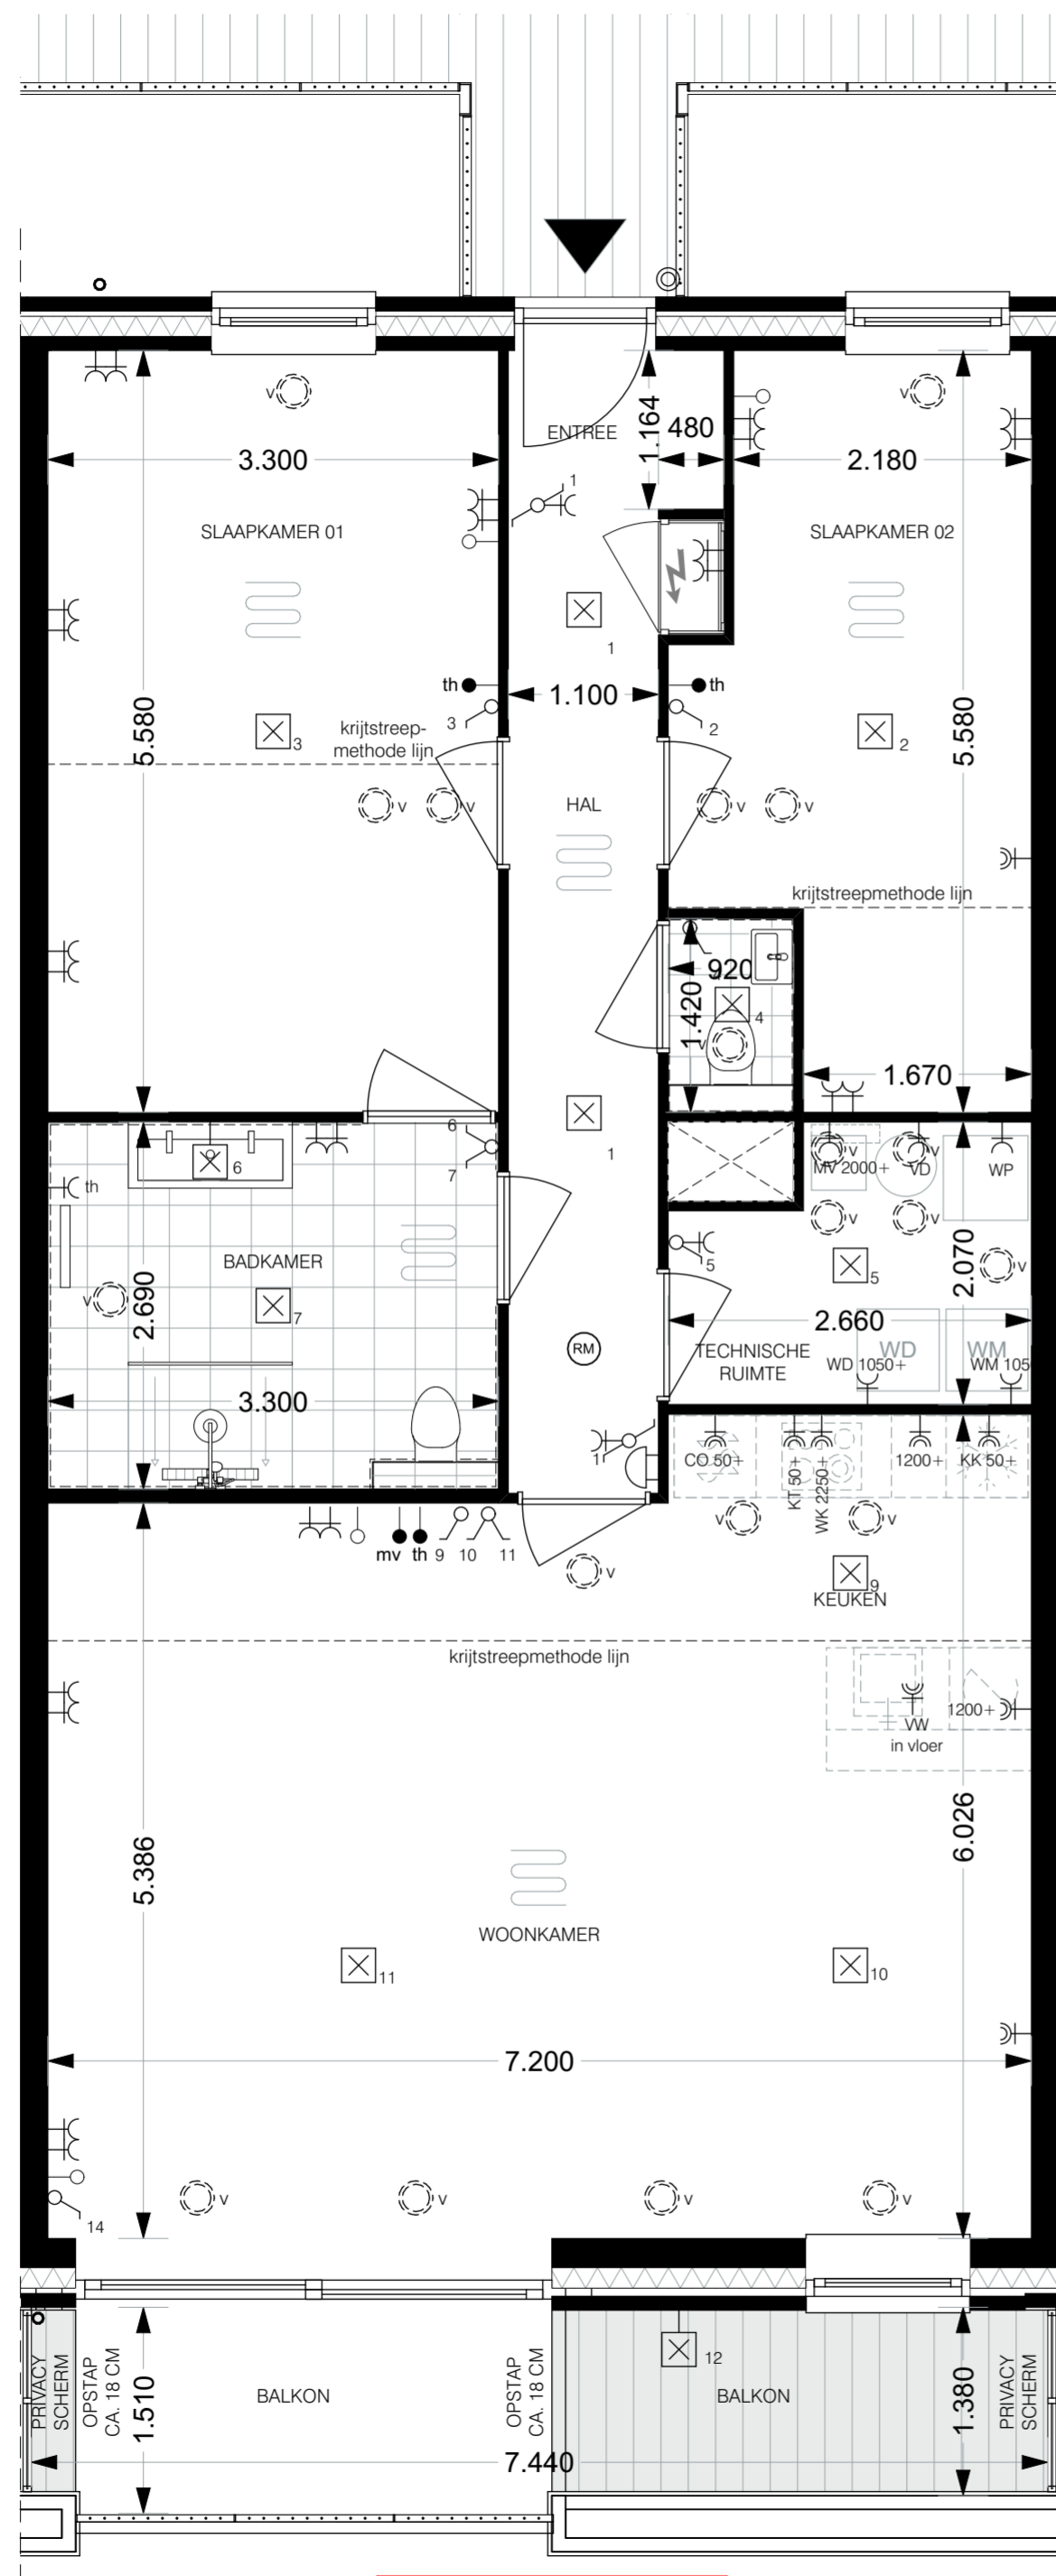 v
v
1.164
480
ENTREE
3.300
2.180
1
SLAAPKAMER 01
SLAAPKAMER 02
1
th
th
1.100
3
2
krijtstreep-
methode lijn
3
2
5.580
5.580
v
v
HAL
v
v
krijtstreepmethode lijn
920
1.420
4
v
1.670
6
7
1
6
v
v
MV 2000+
VD
WP
th
v
v
5
BADKAMER
5
v
2.070
2.690
v
7
2.660
RM
TECHNISCHE
RUIMTE
WD
WM
WD 1050+
WM 105
3.300
1
CO 50+
KT 50+
WK 2250+
1200+
KK 50+
v
v
mv
th
9
10
11
v
9
KEUKEN
krijtstreepmethode lijn
1200+
VW
in vloer
5.386
6.026
WOONKAMER
11
10
7.200
v
v
v
v
14
12
PRIVACY
SCHERM
OPSTAP
CA. 18 CM
1.510
BALKON
OPSTAP
CA. 18 CM
BALKON
1.380
PRIVACY
SCHERM
7.440